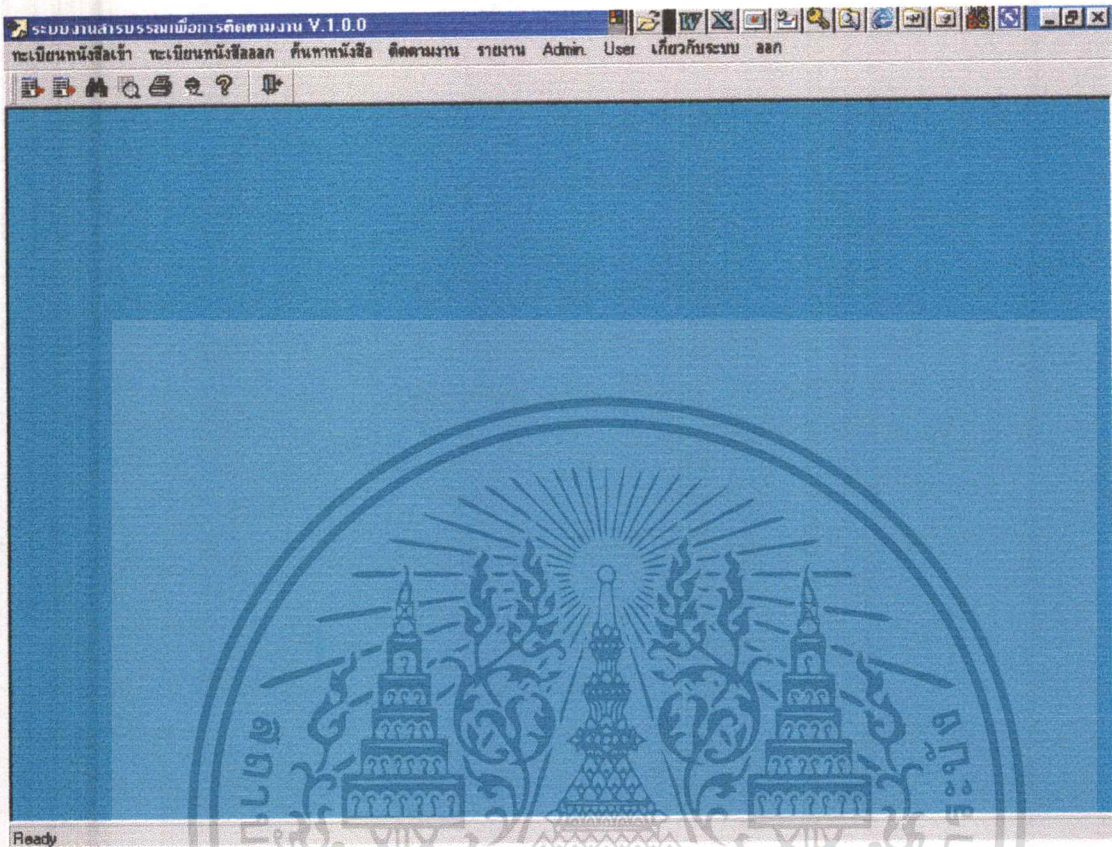 ระบบงานสารบรรณเพื่อการติดตามงาน V.1.0.0
ทะเบียนหนังสือเข้า ทะเบียนหนังสือออก ค้นหาหนังสือ ติดตามงาน รายงาน Admin. User เกี่ยวกับระบบ ออก
Ready